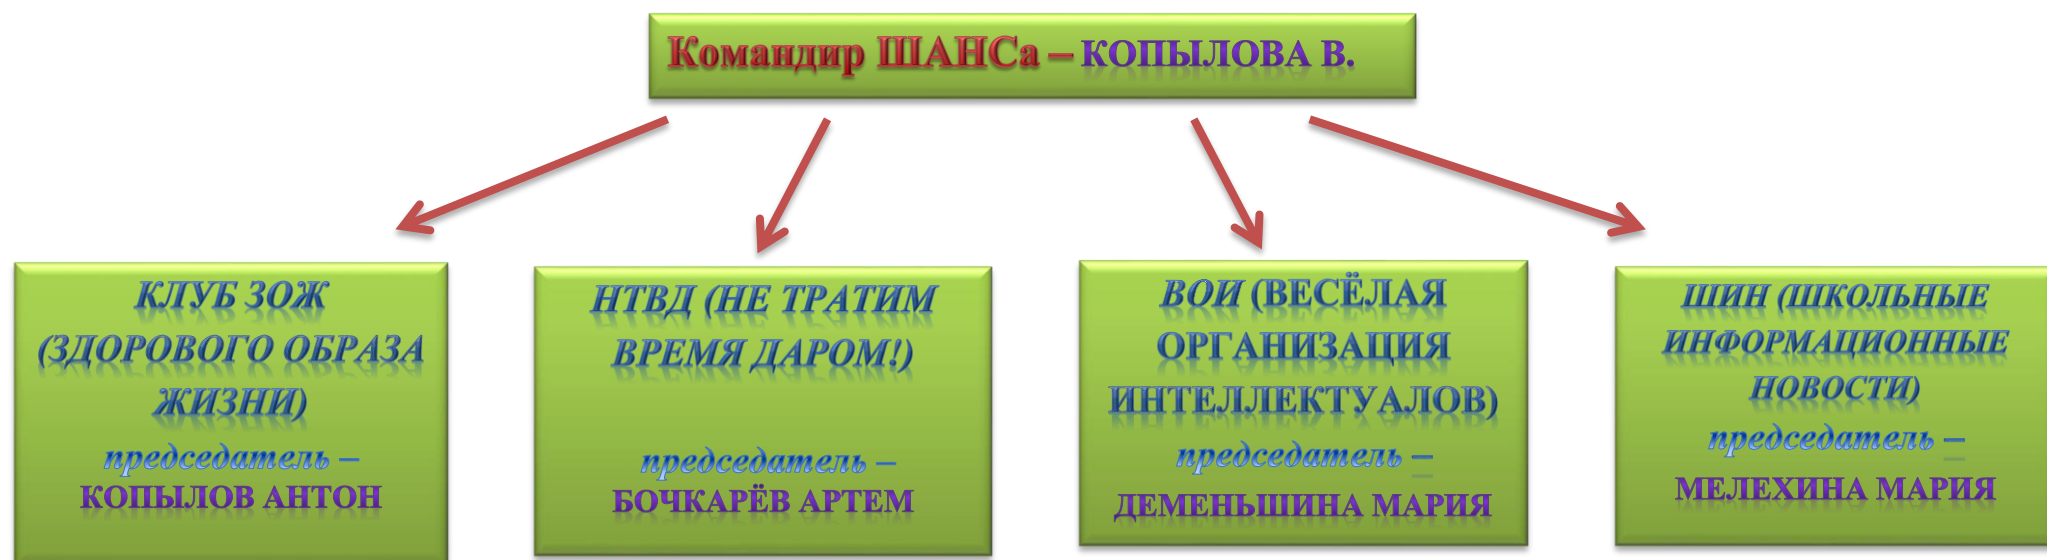 Командир ШАНСа – КОПЫЛОВА В.
КЛУБ ЗОЖ
(ЗДОРОВОГО ОБРАЗА
ЖИЗНИ)
председатель –
КОПЫЛОВ АНТОН
НТВД (НЕ ТРАТИМ
ВРЕМЯ ДАРОМ!)
председатель –
БОЧКАРЁВ АРТЕМ
ВОИ (ВЕСЁЛАЯ
ОРГАНИЗАЦИЯ
ИНТЕЛЛЕКТУАЛОВ)
председатель –
ДЕМЕНЬШИНА МАРИЯ
ШИН (ШКОЛЬНЫЕ
ИНФОРМАЦИОННЫЕ
НОВОСТИ)
председатель –
МЕЛЕХИНА МАРИЯ